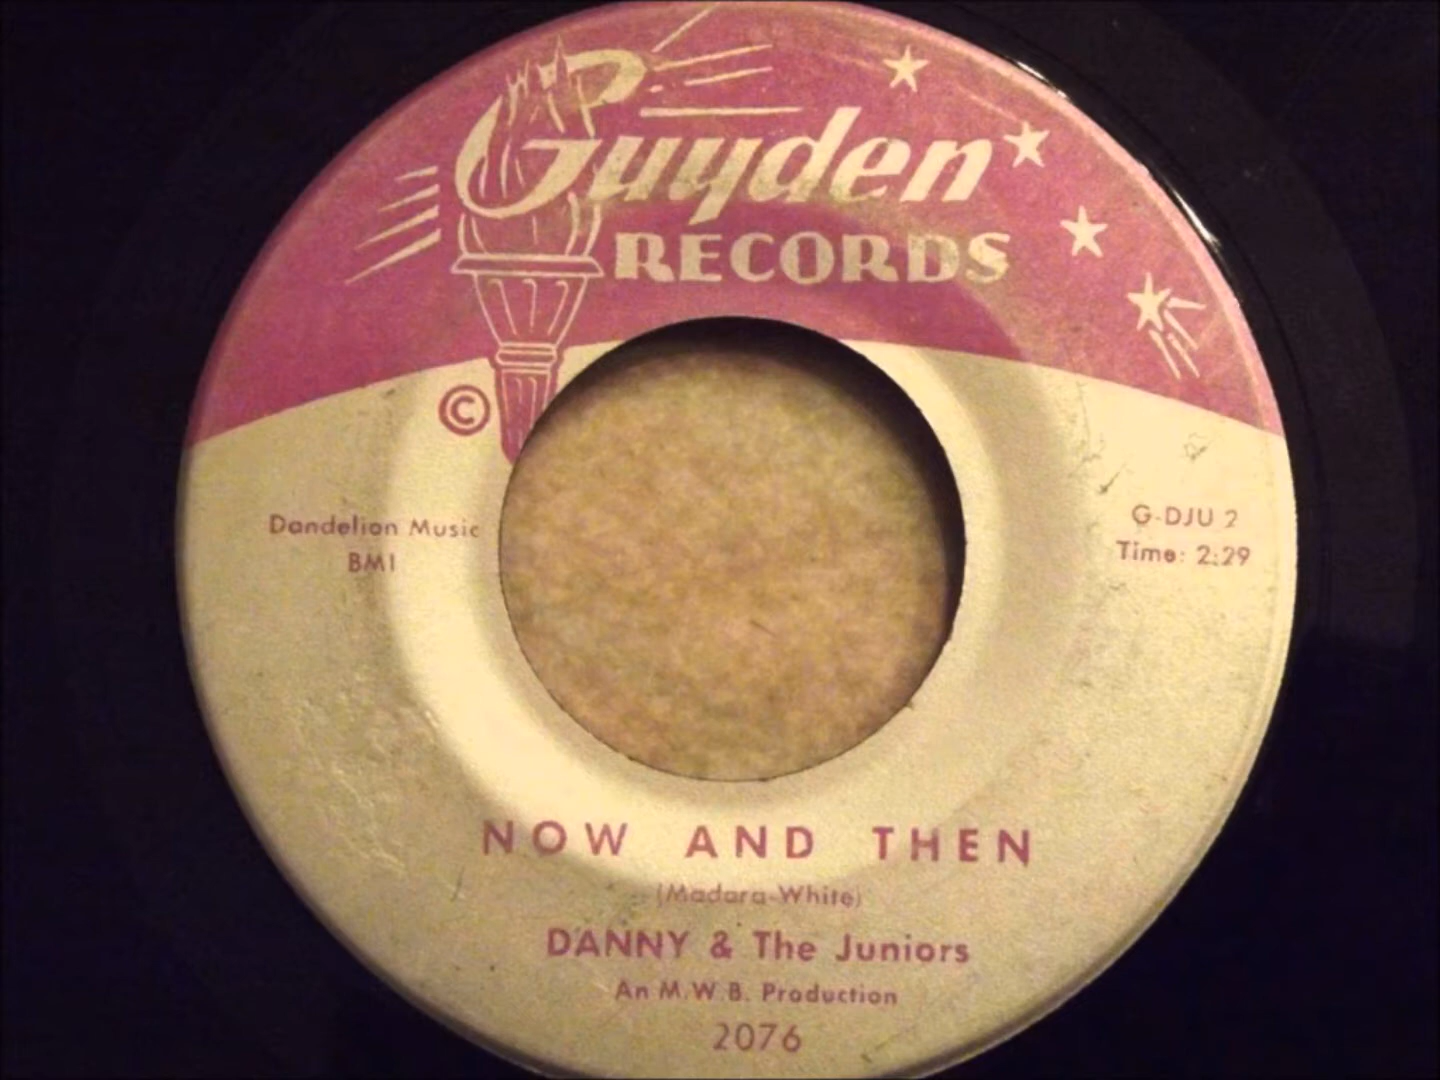 Guyden
RECORDS
©
Dandelion Music
BMI
G-DJU 2
Time: 2:29
NOW AND THEN
(Madara-White)
DANNY & The Juniors
An M.W.B. Production
2076